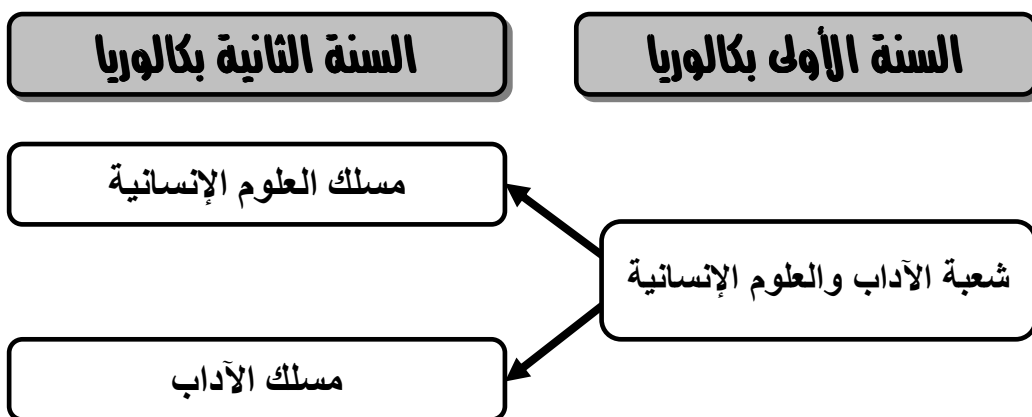 السنة الأولى بكالوريا
السنة الثانية بكالوريا
شعبة الآداب والعلوم الإنسانية
مسلك العلوم الإنسانية
مسلك الآداب